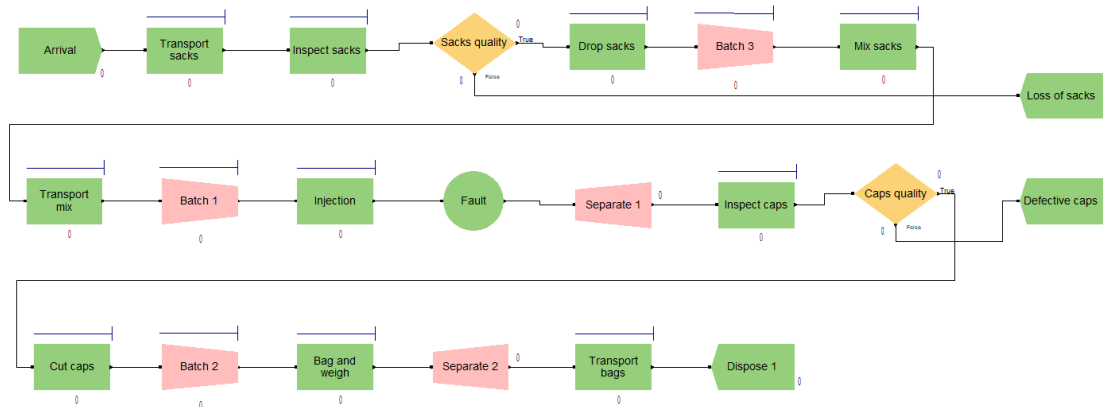 Arrival
0
Transport
sacks
0
Inspect sacks
0
Sacks quality
0
True
0
False
Drop sacks
0
Batch 3
0
Mix sacks
0
Loss of sacks
Transport
mix
0
Batch 1
0
Injection
0
Fault
Separate 1
0
Inspect caps
0
Caps quality
0
True
0
False
Defective caps
Cut caps
0
Batch 2
0
Bag and
weigh
0
Separate 2
0
Transport
bags
0
Dispose 1
0